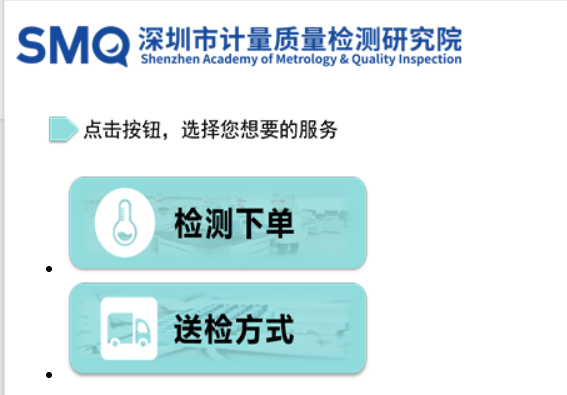 SMQ 深圳市计量质量检测研究院
Shenzhen Academy of Metrology & Quality Inspection
点击按钮，选择您想要的服务
检测下单
送检方式